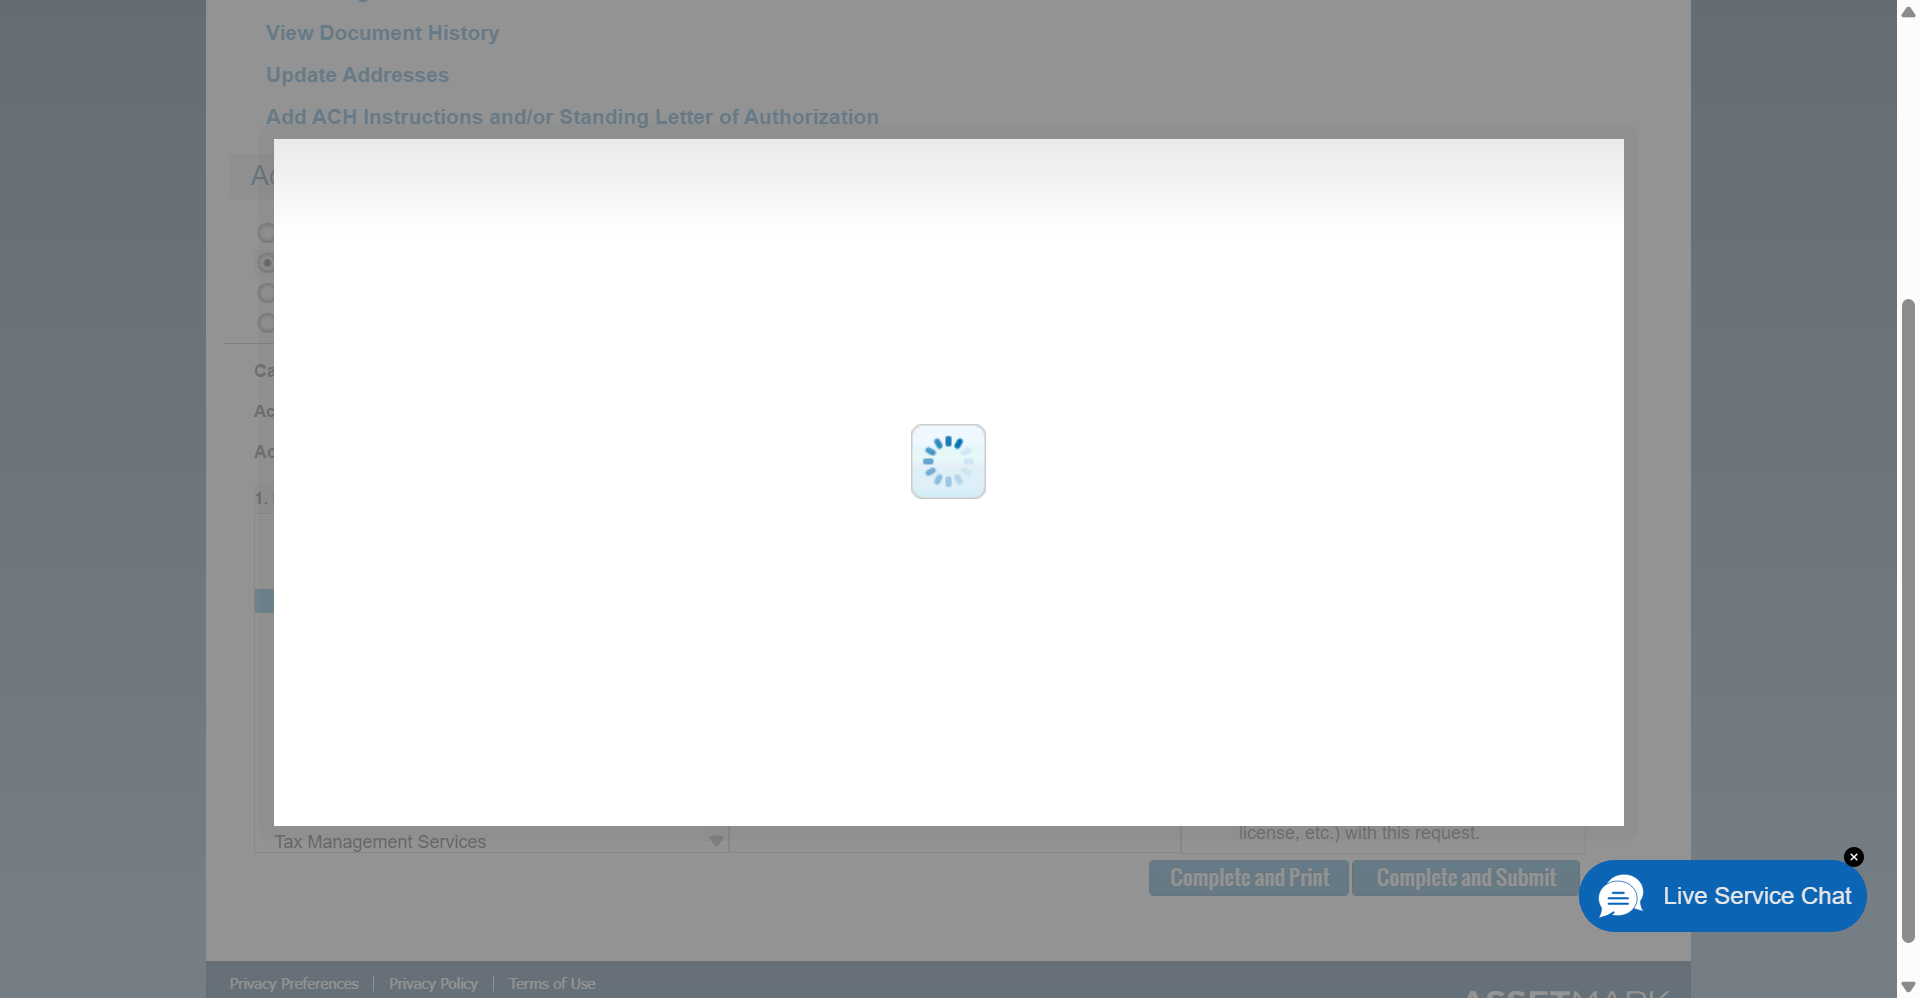 View Document History
Update Addresses
Add ACH Instructions and/or Standing Letter of Authorization
1.
license, etc.) with this request.
Tax Management Services
Complete and Print
Complete and Submit
Live Service Chat
Privacy Preferences | Privacy Policy | Terms of Use
ASSETMARK